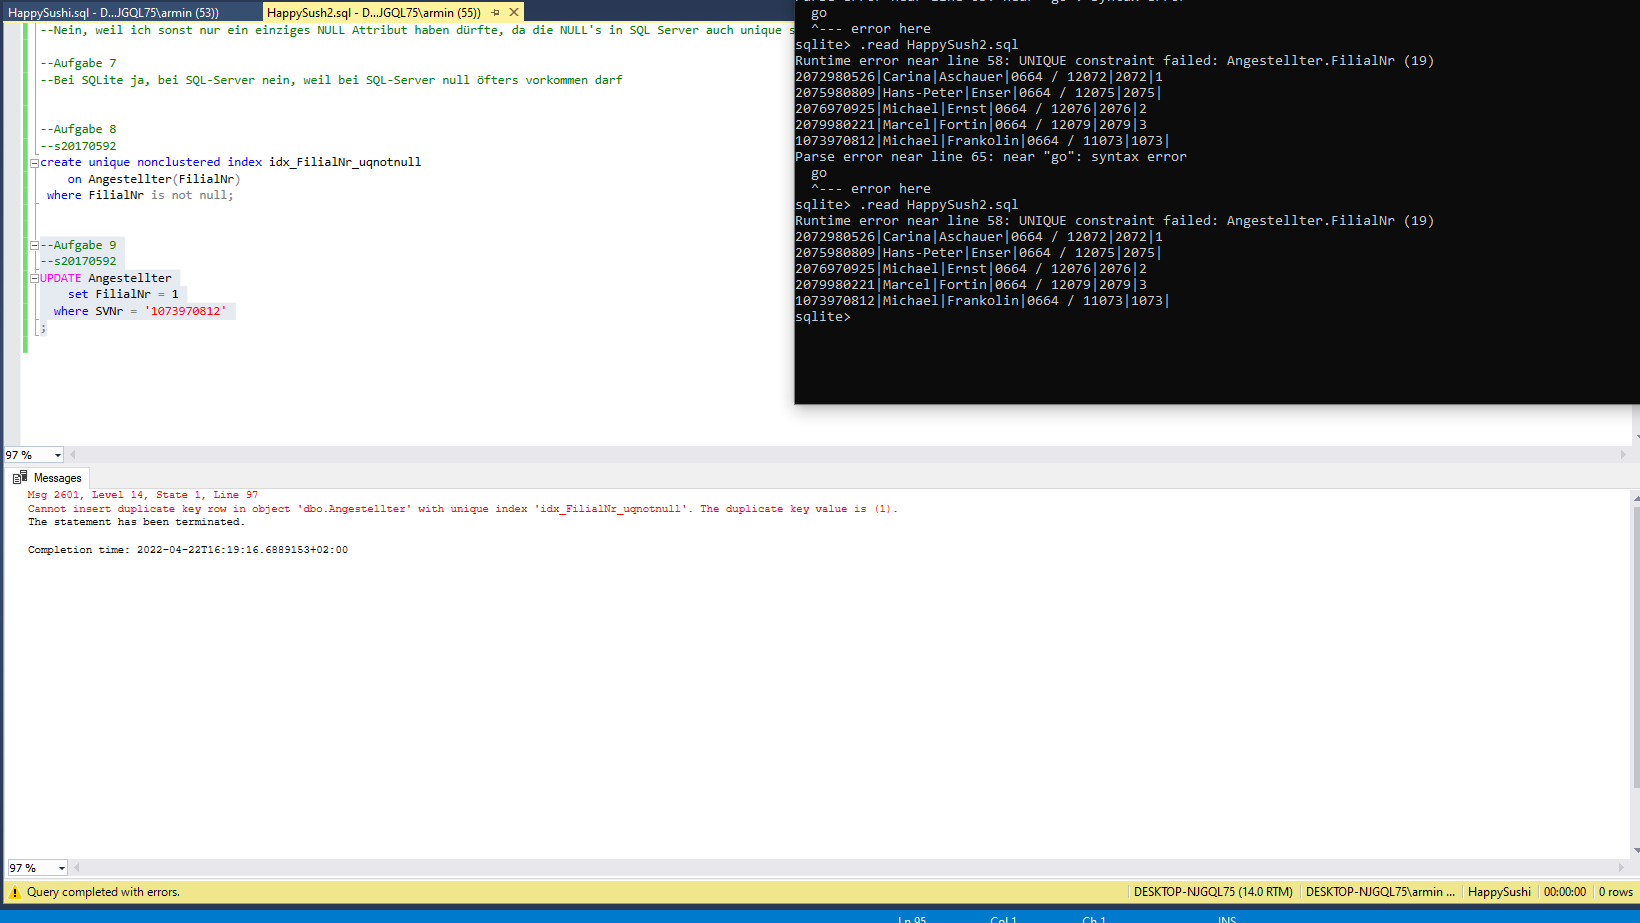 HappySushi.sql - D...JGQL75\armin (53))
HappySush2.sql - D...JGQL75\armin (55))
--Nein, weil ich sonst nur ein einziges NULL Attribut haben dürfte, da die NULL's in SQL Server auch unique s
--Aufgabe 7
--Bei SQLite ja, bei SQL-Server nein, weil bei SQL-Server null öfters vorkommen darf
--Aufgabe 8
--s20170592
create unique nonclustered index idx_FilialNr_uqnotnull
on Angestellter(FilialNr)
where FilialNr is not null;
--Aufgabe 9
--s20170592
UPDATE Angestellter
set FilialNr = 1
where SVNr = '1073970812'
;
go
^--- error here
sqlite> .read HappySush2.sql
Runtime error near line 58: UNIQUE constraint failed: Angestellter.FilialNr (19)
2072980526|Carina|Aschauer|0664 / 12072|2072|1
2075980809|Hans-Peter|Enser|0664 / 12075|2075|
2076970925|Michael|Ernst|0664 / 12076|2076|2
2079980221|Marcel|Fortin|0664 / 12079|2079|3
1073970812|Michael|Frankolin|0664 / 11073|1073|
Parse error near line 65: near "go": syntax error
go
^--- error here
sqlite> .read HappySush2.sql
Runtime error near line 58: UNIQUE constraint failed: Angestellter.FilialNr (19)
2072980526|Carina|Aschauer|0664 / 12072|2072|1
2075980809|Hans-Peter|Enser|0664 / 12075|2075|
2076970925|Michael|Ernst|0664 / 12076|2076|2
2079980221|Marcel|Fortin|0664 / 12079|2079|3
1073970812|Michael|Frankolin|0664 / 11073|1073|
sqlite>
97 %
Messages
Msg 2601, Level 14, State 1, Line 97
Cannot insert duplicate key row in object 'dbo.Angestellter' with unique index 'idx_FilialNr_uqnotnull'. The duplicate key value is (1).
The statement has been terminated.
Completion time: 2022-04-22T16:19:16.6889153+02:00
97 %
Query completed with errors.
DESKTOP-NJGQL75 (14.0 RTM)
DESKTOP-NJGQL75\armin ...
HappySushi
00:00:00
0 rows
Ln 95
Col 1
Ch 1
INS